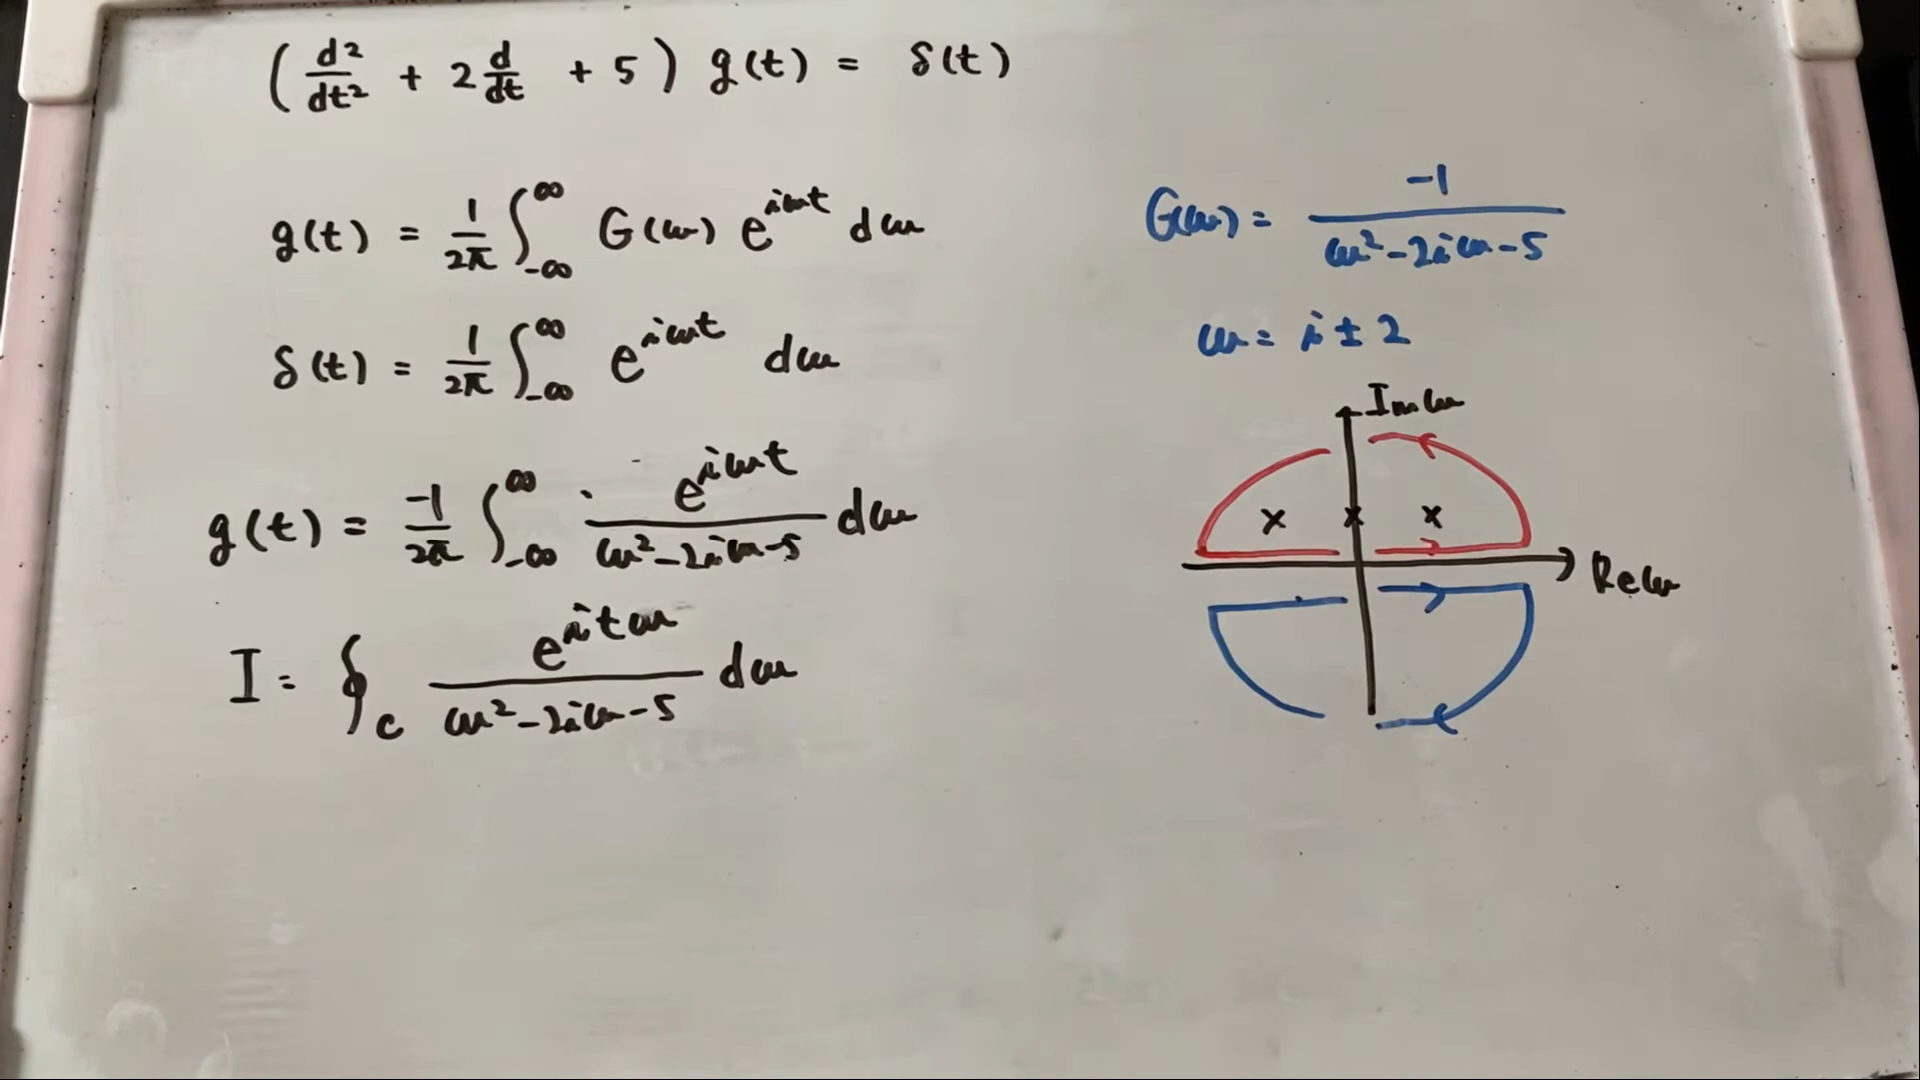 ( d²/dt² + 2 d/dt + 5 ) g(t) = δ(t)
g(t) = 1/2π ∫_{-∞}^{∞} G(ω) e^{iωt} dω
δ(t) = 1/2π ∫_{-∞}^{∞} e^{iωt} dω
g(t) = -1/2π ∫_{-∞}^{∞} e^{iωt}/(ω²-2iω-5) dω
I = ∮_C e^{itω}/(ω²-2iω-5) dω
G(ω) = -1/(ω²-2iω-5)
ω = i ± 2
Im ω
× × ×
Re ω